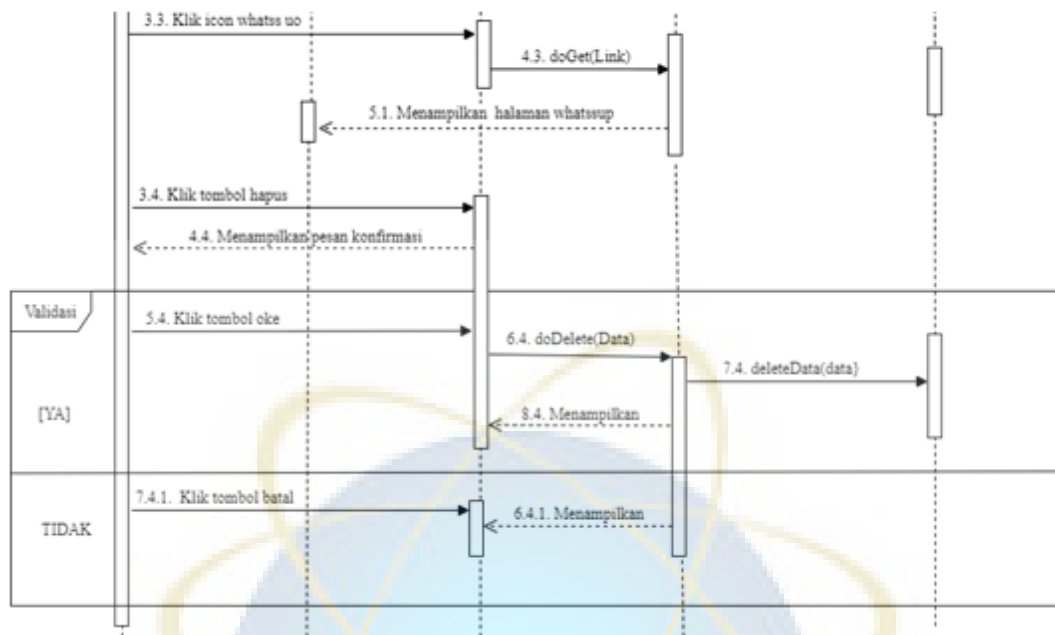 3.3. Klik icon whatss uo
4.3. doGet(Link)
5.1. Menampilkan halaman whatssup
3.4. Klik tombol hapus
4.4. Menampilkan pesan konfirmasi
Validasi
5.4. Klik tombol oke
6.4. doDelete(Data)
7.4. deleteData(data}
[YA]
8.4. Menampilkan
7.4.1. Klik tombol batal
6.4.1. Menampilkan
TIDAK